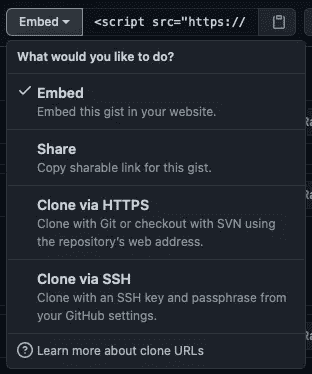 Embed <script src="https://
What would you like to do?
Embed
Embed this gist in your website.
Share
Copy sharable link for this gist.
Clone via HTTPS
Clone with Git or checkout with SVN using
the repository's web address.
Clone via SSH
Clone with an SSH key and passphrase from
your GitHub settings.
Learn more about clone URLs